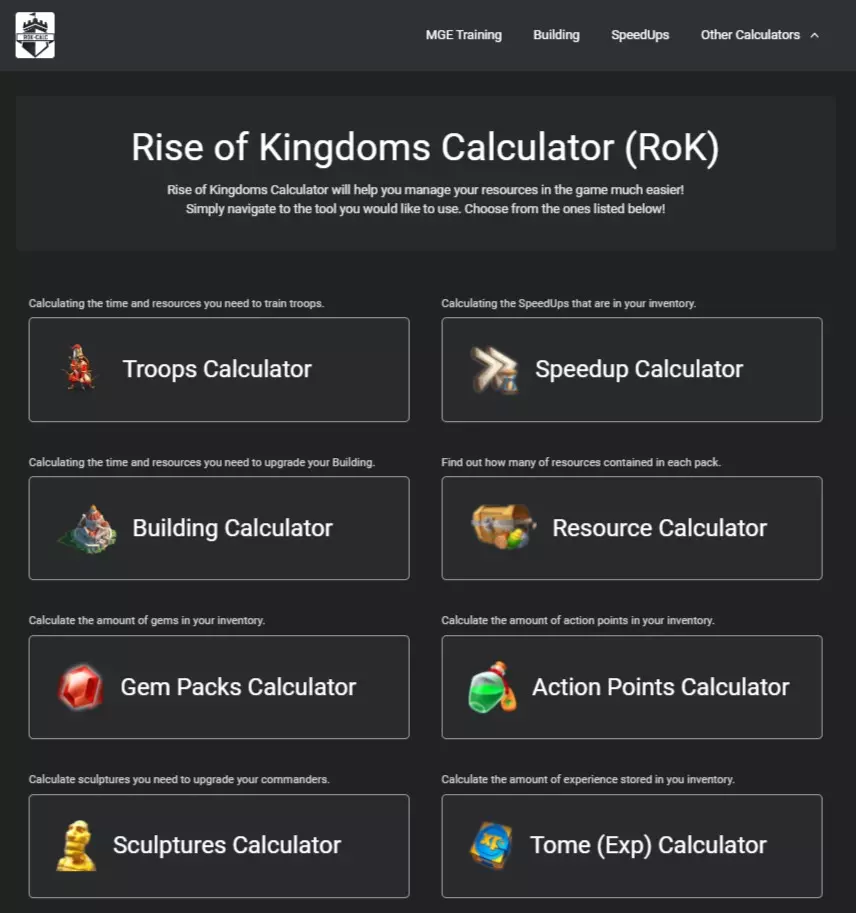 ROK-CALC
MGE Training
Building
SpeedUps
Other Calculators
Rise of Kingdoms Calculator (RoK)
Rise of Kingdoms Calculator will help you manage your resources in the game much easier!
Simply navigate to the tool you would like to use. Choose from the ones listed below!
Calculating the time and resources you need to train troops.
Troops Calculator
Calculating the SpeedUps that are in your inventory.
Speedup Calculator
Calculating the time and resources you need to upgrade your Building.
Building Calculator
Find out how many of resources contained in each pack.
Resource Calculator
Calculate the amount of gems in your inventory.
Gem Packs Calculator
Calculate the amount of action points in your inventory.
Action Points Calculator
Calculate sculptures you need to upgrade your commanders.
Sculptures Calculator
Calculate the amount of experience stored in you inventory.
Tome (Exp) Calculator